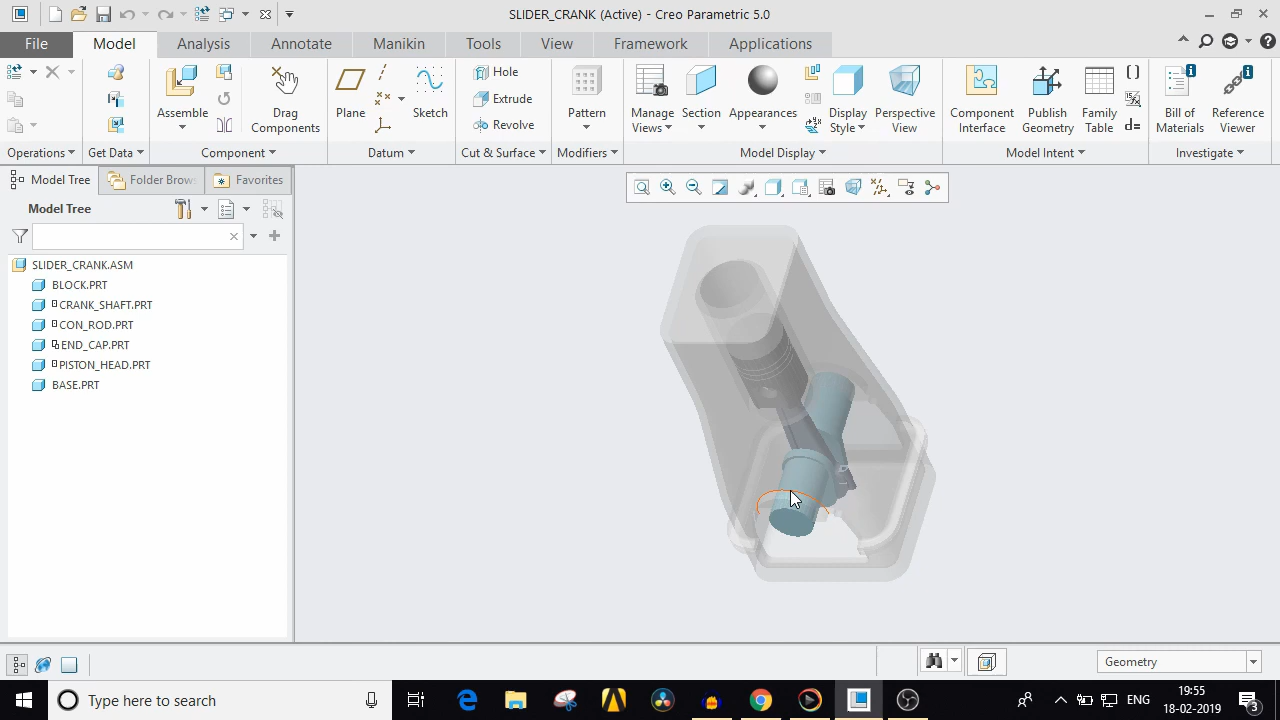 SLIDER_CRANK (Active) - Creo Parametric 5.0
File Model Analysis Annotate Manikin Tools View Framework Applications
Assemble
Drag Components
Plane
Sketch
Hole
Extrude
Revolve
Pattern
Manage Views
Section
Appearances
Display Style
Perspective View
Component Interface
Publish Geometry
Family Table
Bill of Materials
Reference Viewer
Operations Get Data Component Datum Cut & Surface Modifiers Model Display Model Intent Investigate
Model Tree Folder Brow Favorites
Model Tree
SLIDER_CRANK.ASM
BLOCK.PRT
CRANK_SHAFT.PRT
CON_ROD.PRT
END_CAP.PRT
PISTON_HEAD.PRT
BASE.PRT
Geometry
Type here to search
ENG
19:55
18-02-2019
3